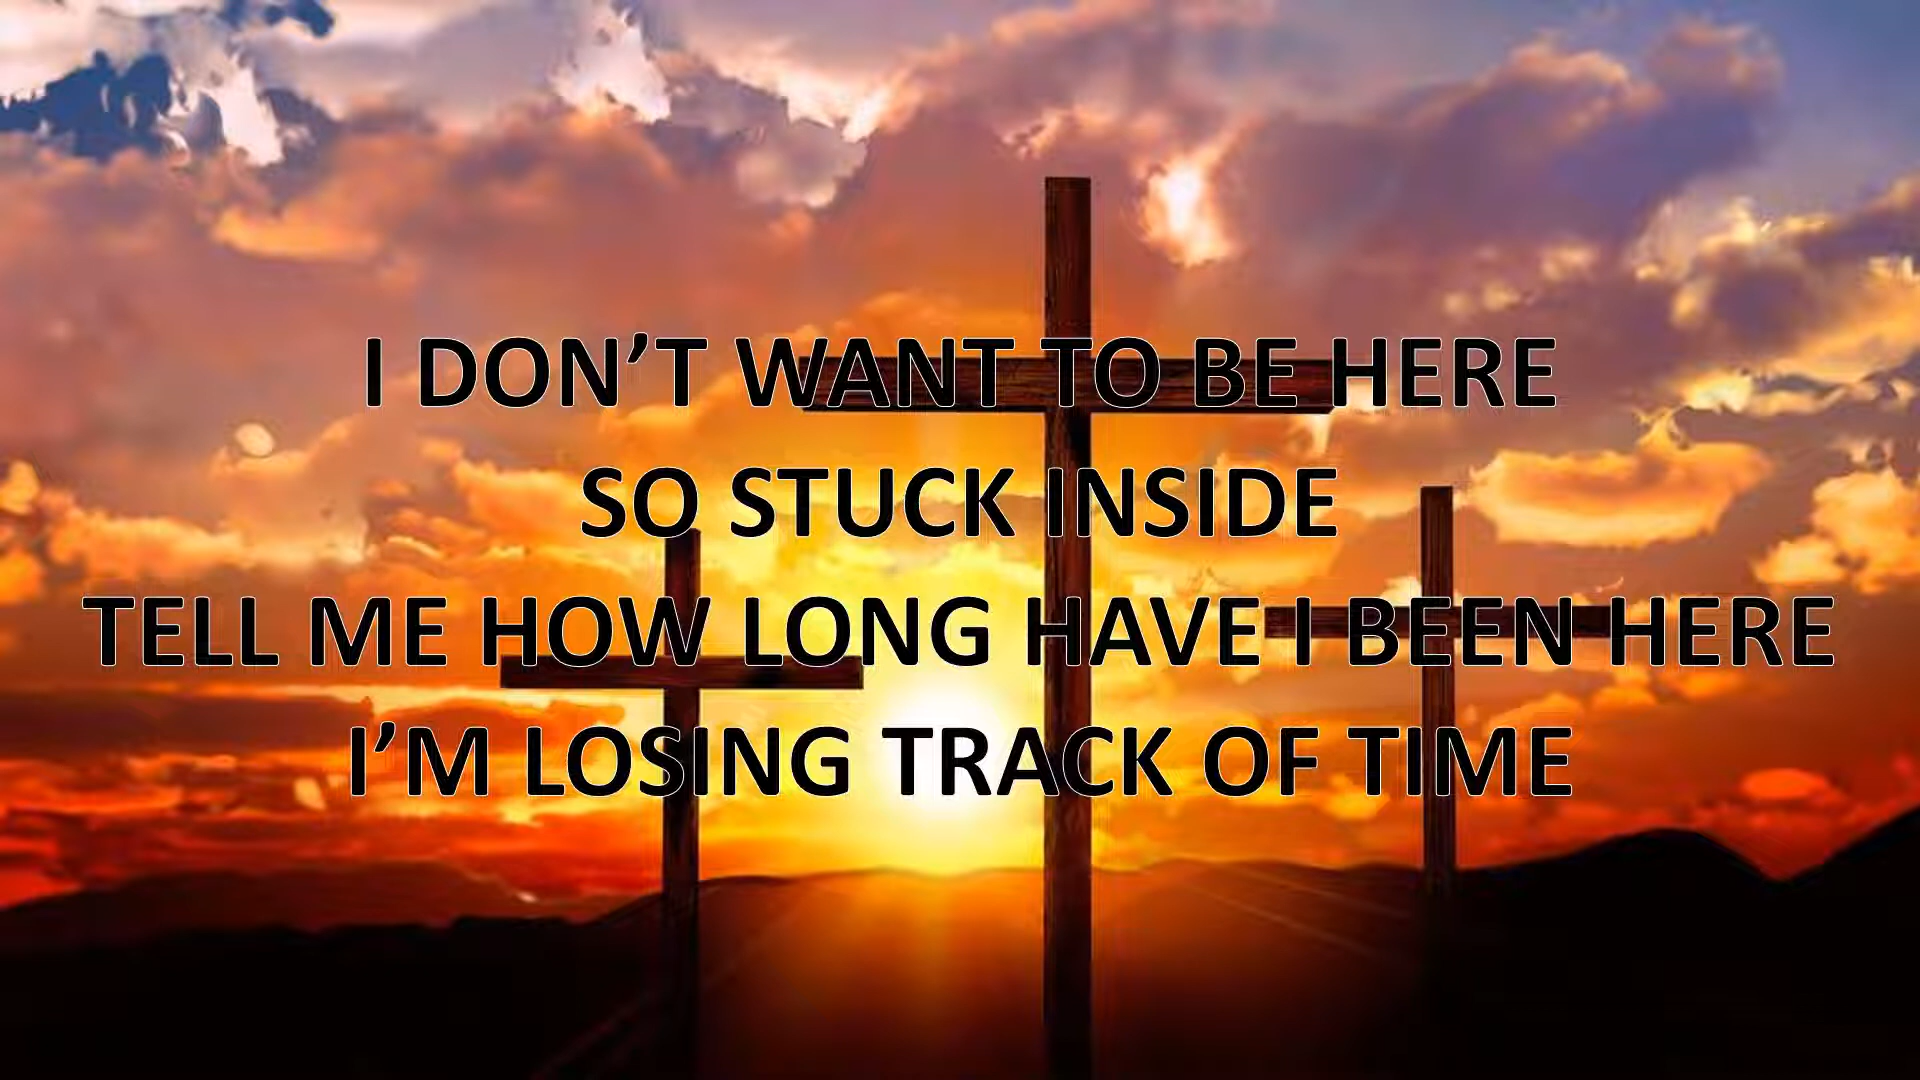 I DON’T WANT TO BE HERE
SO STUCK INSIDE
TELL ME HOW LONG HAVE I BEEN HERE
I’M LOSING TRACK OF TIME